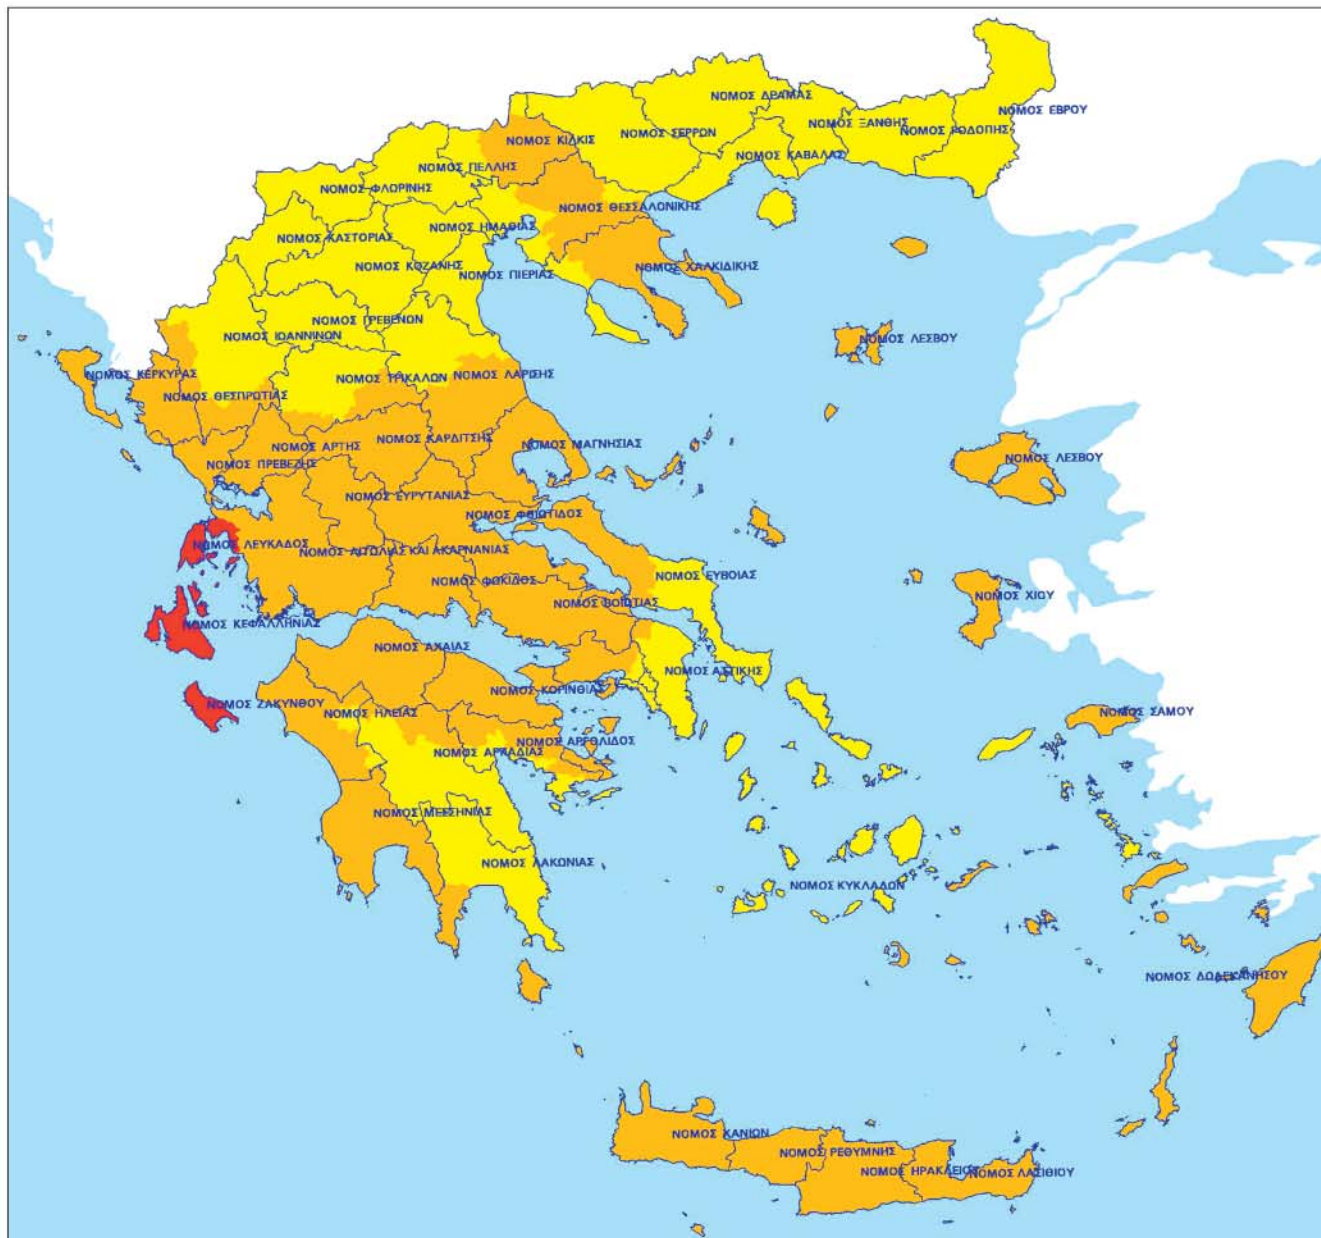 ΝΟΜΟΣ ΔΡΑΜΑΣ
ΝΟΜΟΣ ΕΒΡΟΥ
ΝΟΜΟΣ ΞΑΝΘΗΣ
ΝΟΜΟΣ ΡΟΔΟΠΗΣ
ΝΟΜΟΣ ΣΕΡΡΩΝ
ΝΟΜΟΣ ΚΙΛΚΙΣ
ΝΟΜΟΣ ΚΑΒΑΛΑΣ
ΝΟΜΟΣ ΠΕΛΛΗΣ
ΝΟΜΟΣ ΦΛΩΡΙΝΗΣ
ΝΟΜΟΣ ΘΕΣΣΑΛΟΝΙΚΗΣ
ΝΟΜΟΣ ΗΜΑΘΙΑΣ
ΝΟΜΟΣ ΚΑΣΤΟΡΙΑΣ
ΝΟΜΟΣ ΚΟΖΑΝΗΣ
ΝΟΜΟΣ ΠΙΕΡΙΑΣ
ΝΟΜΟΣ ΧΑΛΚΙΔΙΚΗΣ
ΝΟΜΟΣ ΓΡΕΒΕΝΩΝ
ΝΟΜΟΣ ΙΩΑΝΝΙΝΩΝ
ΝΟΜΟΣ ΛΕΣΒΟΥ
ΝΟΜΟΣ ΚΕΡΚΥΡΑΣ
ΝΟΜΟΣ ΤΡΙΚΑΛΩΝ
ΝΟΜΟΣ ΛΑΡΙΣΗΣ
ΝΟΜΟΣ ΘΕΣΠΡΩΤΙΑΣ
ΝΟΜΟΣ ΑΡΤΗΣ
ΝΟΜΟΣ ΚΑΡΔΙΤΣΗΣ
ΝΟΜΟΣ ΜΑΓΝΗΣΙΑΣ
ΝΟΜΟΣ ΛΕΣΒΟΥ
ΝΟΜΟΣ ΠΡΕΒΕΖΗΣ
ΝΟΜΟΣ ΕΥΡΥΤΑΝΙΑΣ
ΝΟΜΟΣ ΦΘΙΩΤΙΔΟΣ
ΝΟΜΟΣ ΛΕΥΚΑΔΟΣ
ΝΟΜΟΣ ΑΙΤΩΛΙΑΣ ΚΑΙ ΑΚΑΡΝΑΝΙΑΣ
ΝΟΜΟΣ ΦΩΚΙΔΟΣ
ΝΟΜΟΣ ΕΥΒΟΙΑΣ
ΝΟΜΟΣ ΒΟΙΩΤΙΑΣ
ΝΟΜΟΣ ΧΙΟΥ
ΝΟΜΟΣ ΚΕΦΑΛΛΗΝΙΑΣ
ΝΟΜΟΣ ΑΧΑΙΑΣ
ΝΟΜΟΣ ΑΤΤΙΚΗΣ
ΝΟΜΟΣ ΚΟΡΙΝΘΙΑΣ
ΝΟΜΟΣ ΖΑΚΥΝΘΟΥ
ΝΟΜΟΣ ΗΛΕΙΑΣ
ΝΟΜΟΣ ΣΑΜΟΥ
ΝΟΜΟΣ ΑΡΓΟΛΙΔΟΣ
ΝΟΜΟΣ ΑΡΚΑΔΙΑΣ
ΝΟΜΟΣ ΜΕΣΣΗΝΙΑΣ
ΝΟΜΟΣ ΛΑΚΩΝΙΑΣ
ΝΟΜΟΣ ΚΥΚΛΑΔΩΝ
ΝΟΜΟΣ ΔΩΔΕΚΑΝΗΣΟΥ
ΝΟΜΟΣ ΧΑΝΙΩΝ
ΝΟΜΟΣ ΡΕΘΥΜΝΗΣ
ΝΟΜΟΣ ΗΡΑΚΛΕΙΟΥ
ΝΟΜΟΣ ΛΑΣΙΘΙΟΥ